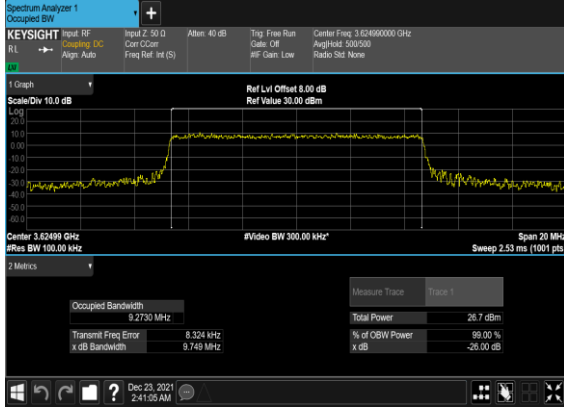 Spectrum Analyzer 1
Occupied BW
+
KEYSIGHT Input: RF Input Z: 50 Ω Atten: 40 dB Trig: Free Run Center Freq: 3.624990000 GHz
RL Coupling: DC Corr CCorr Gate: Off Avg|Hold: 500/500
Align: Auto Freq Ref: Int (S) #IF Gain: Low Radio Std: None
LV
1 Graph
Ref Lvl Offset 8.00 dB
Scale/Div 10.0 dB Ref Value 30.00 dBm
Log
20.0
10.0
0.00
-10.0
-20.0
-30.0
-40.0
-50.0
-60.0
Center 3.62499 GHz #Video BW 300.00 kHz* Span 20 MHz
#Res BW 100.00 kHz Sweep 2.53 ms (1001 pts
2 Metrics
Measure Trace Trace 1
Occupied Bandwidth
9.2730 MHz
Total Power 26.7 dBm
Transmit Freq Error 8.324 kHz % of OBW Power 99.00 %
x dB Bandwidth 9.749 MHz x dB -26.00 dB
? Dec 23, 2021
2:41:05 AM